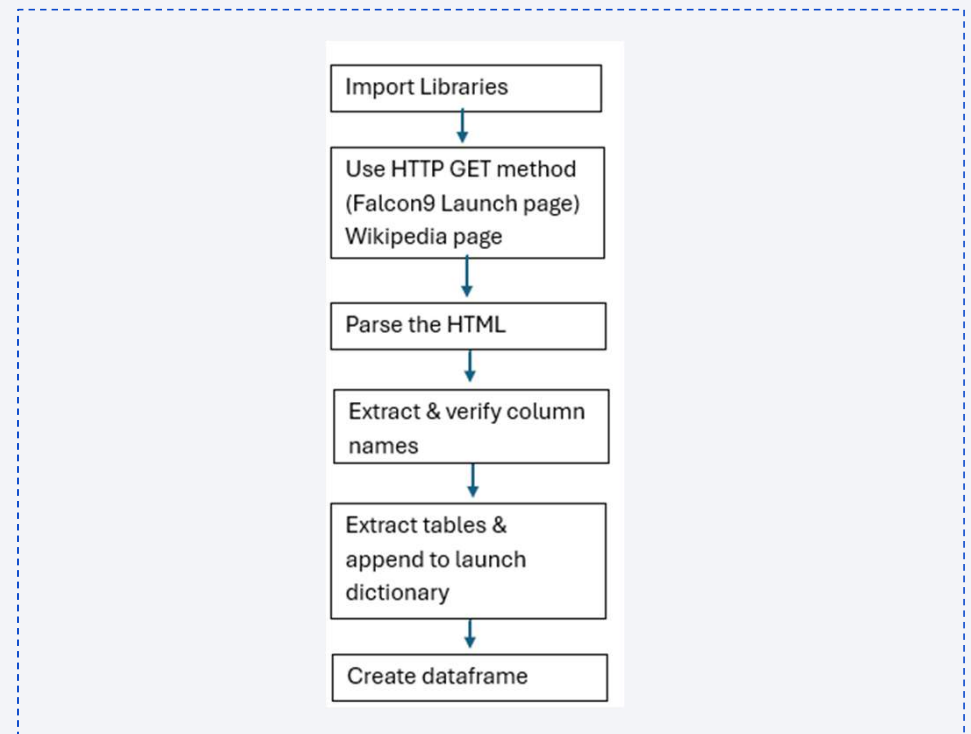 Import Libraries
Use HTTP GET method
(Falcon9 Launch page)
Wikipedia page
Parse the HTML
Extract & verify column
names
Extract tables &
append to launch
dictionary
Create dataframe